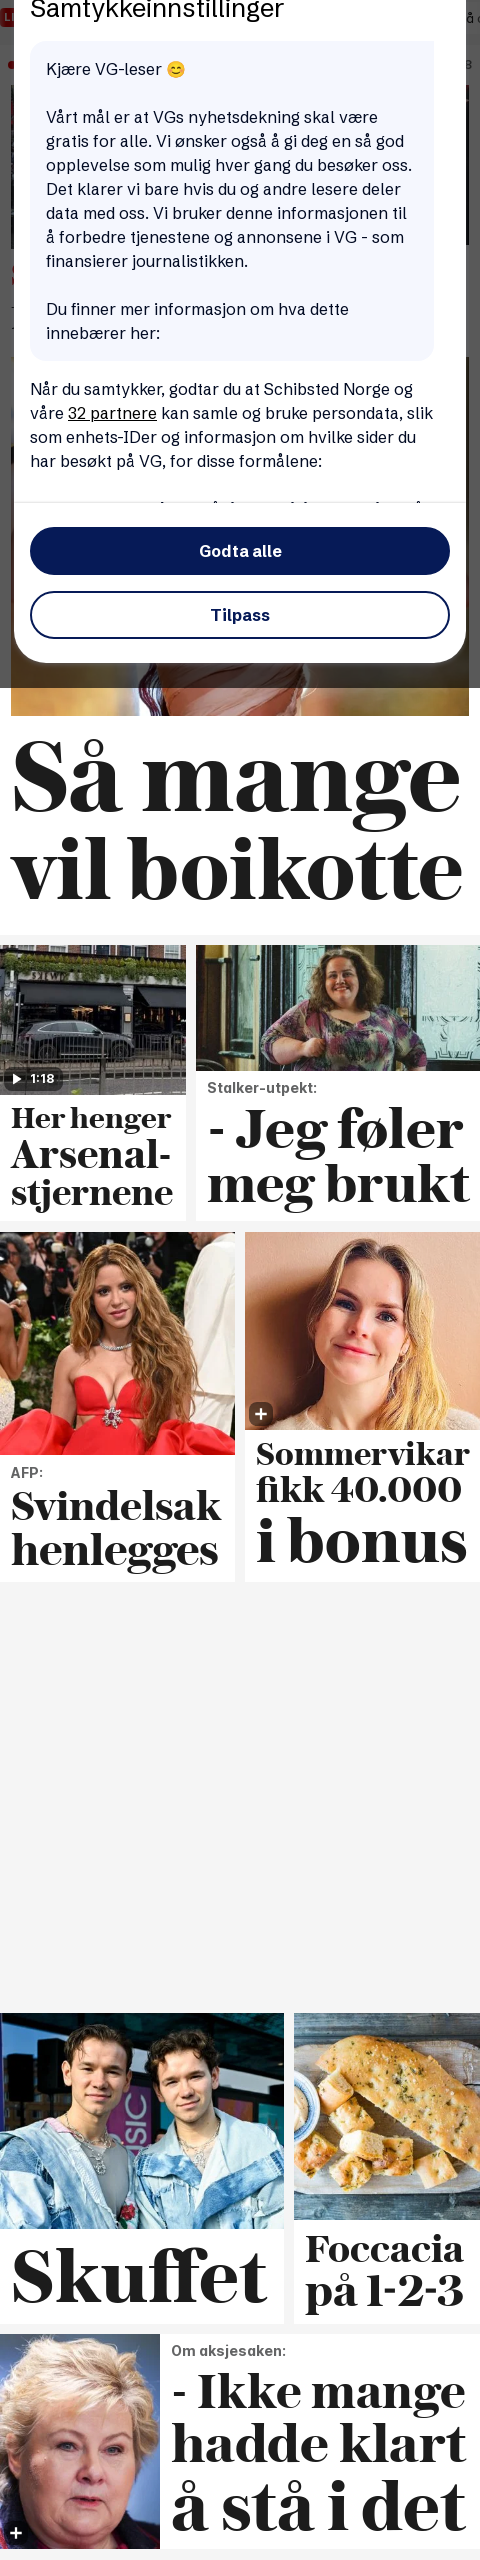 Samtykkeinnstillinger
Kjære VG-leser 😊
Vårt mål er at VGs nyhetsdekning skal være
gratis for alle. Vi ønsker også å gi deg en så god
opplevelse som mulig hver gang du besøker oss.
Det klarer vi bare hvis du og andre lesere deler
data med oss. Vi bruker denne informasjonen til
å forbedre tjenestene og annonsene i VG - som
finansierer journalistikken.
Du finner mer informasjon om hva dette
innebærer her:
Når du samtykker, godtar du at Schibsted Norge og
våre 32 partnere kan samle og bruke persondata, slik
som enhets-IDer og informasjon om hvilke sider du
har besøkt på VG, for disse formålene:
Godta alle
Tilpass
Så mange
vil boikotte
1:18
Her henger
Arsenal-
stjernene
Stalker-utpekt:
- Jeg føler
meg brukt
AFP:
Svindelsak
henlegges
Sommervikar
fikk 40.000
i bonus
Skuffet
Foccacia
på 1-2-3
Om aksjesaken:
- Ikke mange
hadde klart
å stå i det